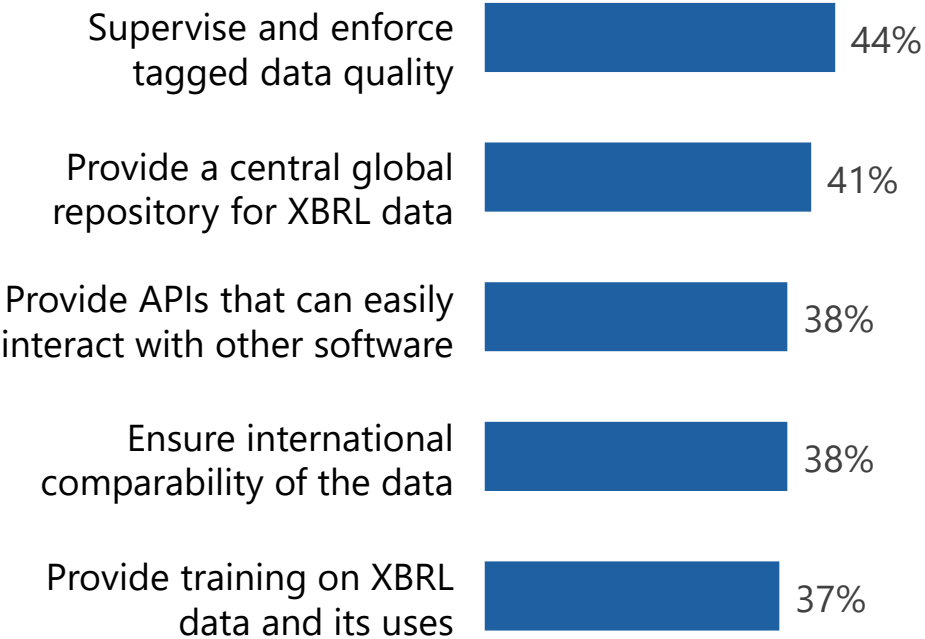 Supervise and enforce
tagged data quality
44%
Provide a central global
repository for XBRL data
41%
Provide APIs that can easily
interact with other software
38%
Ensure international
comparability of the data
38%
Provide training on XBRL
data and its uses
37%